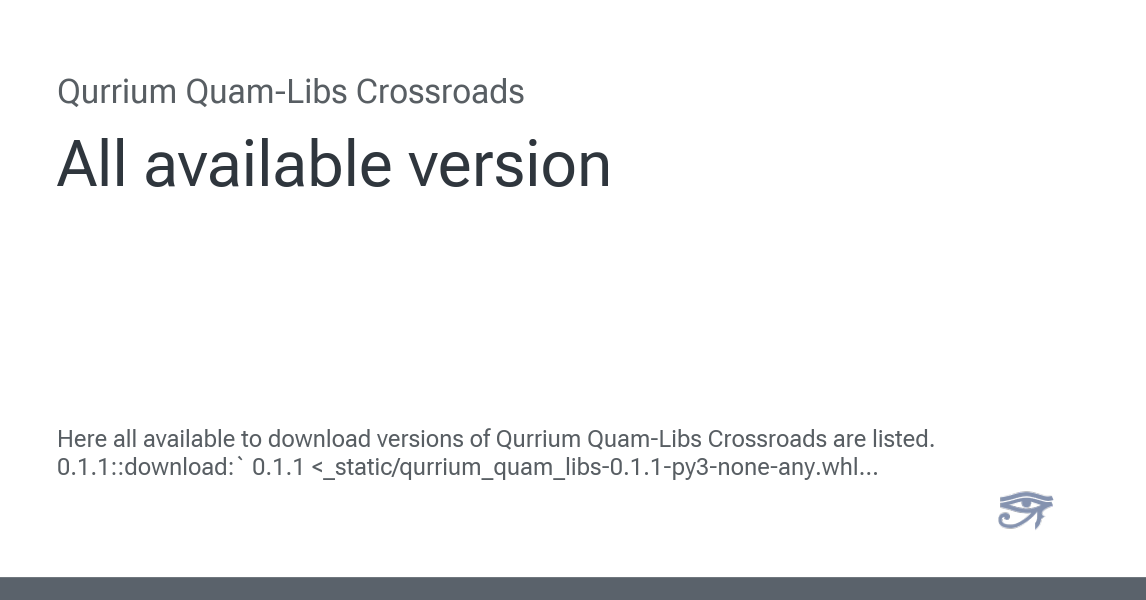 Qurrium Quam-Libs Crossroads
All available version
Here all available to download versions of Qurrium Quam-Libs Crossroads are listed.
0.1.1::download:` 0.1.1 <_static/qurrium_quam_libs-0.1.1-py3-none-any.whl...